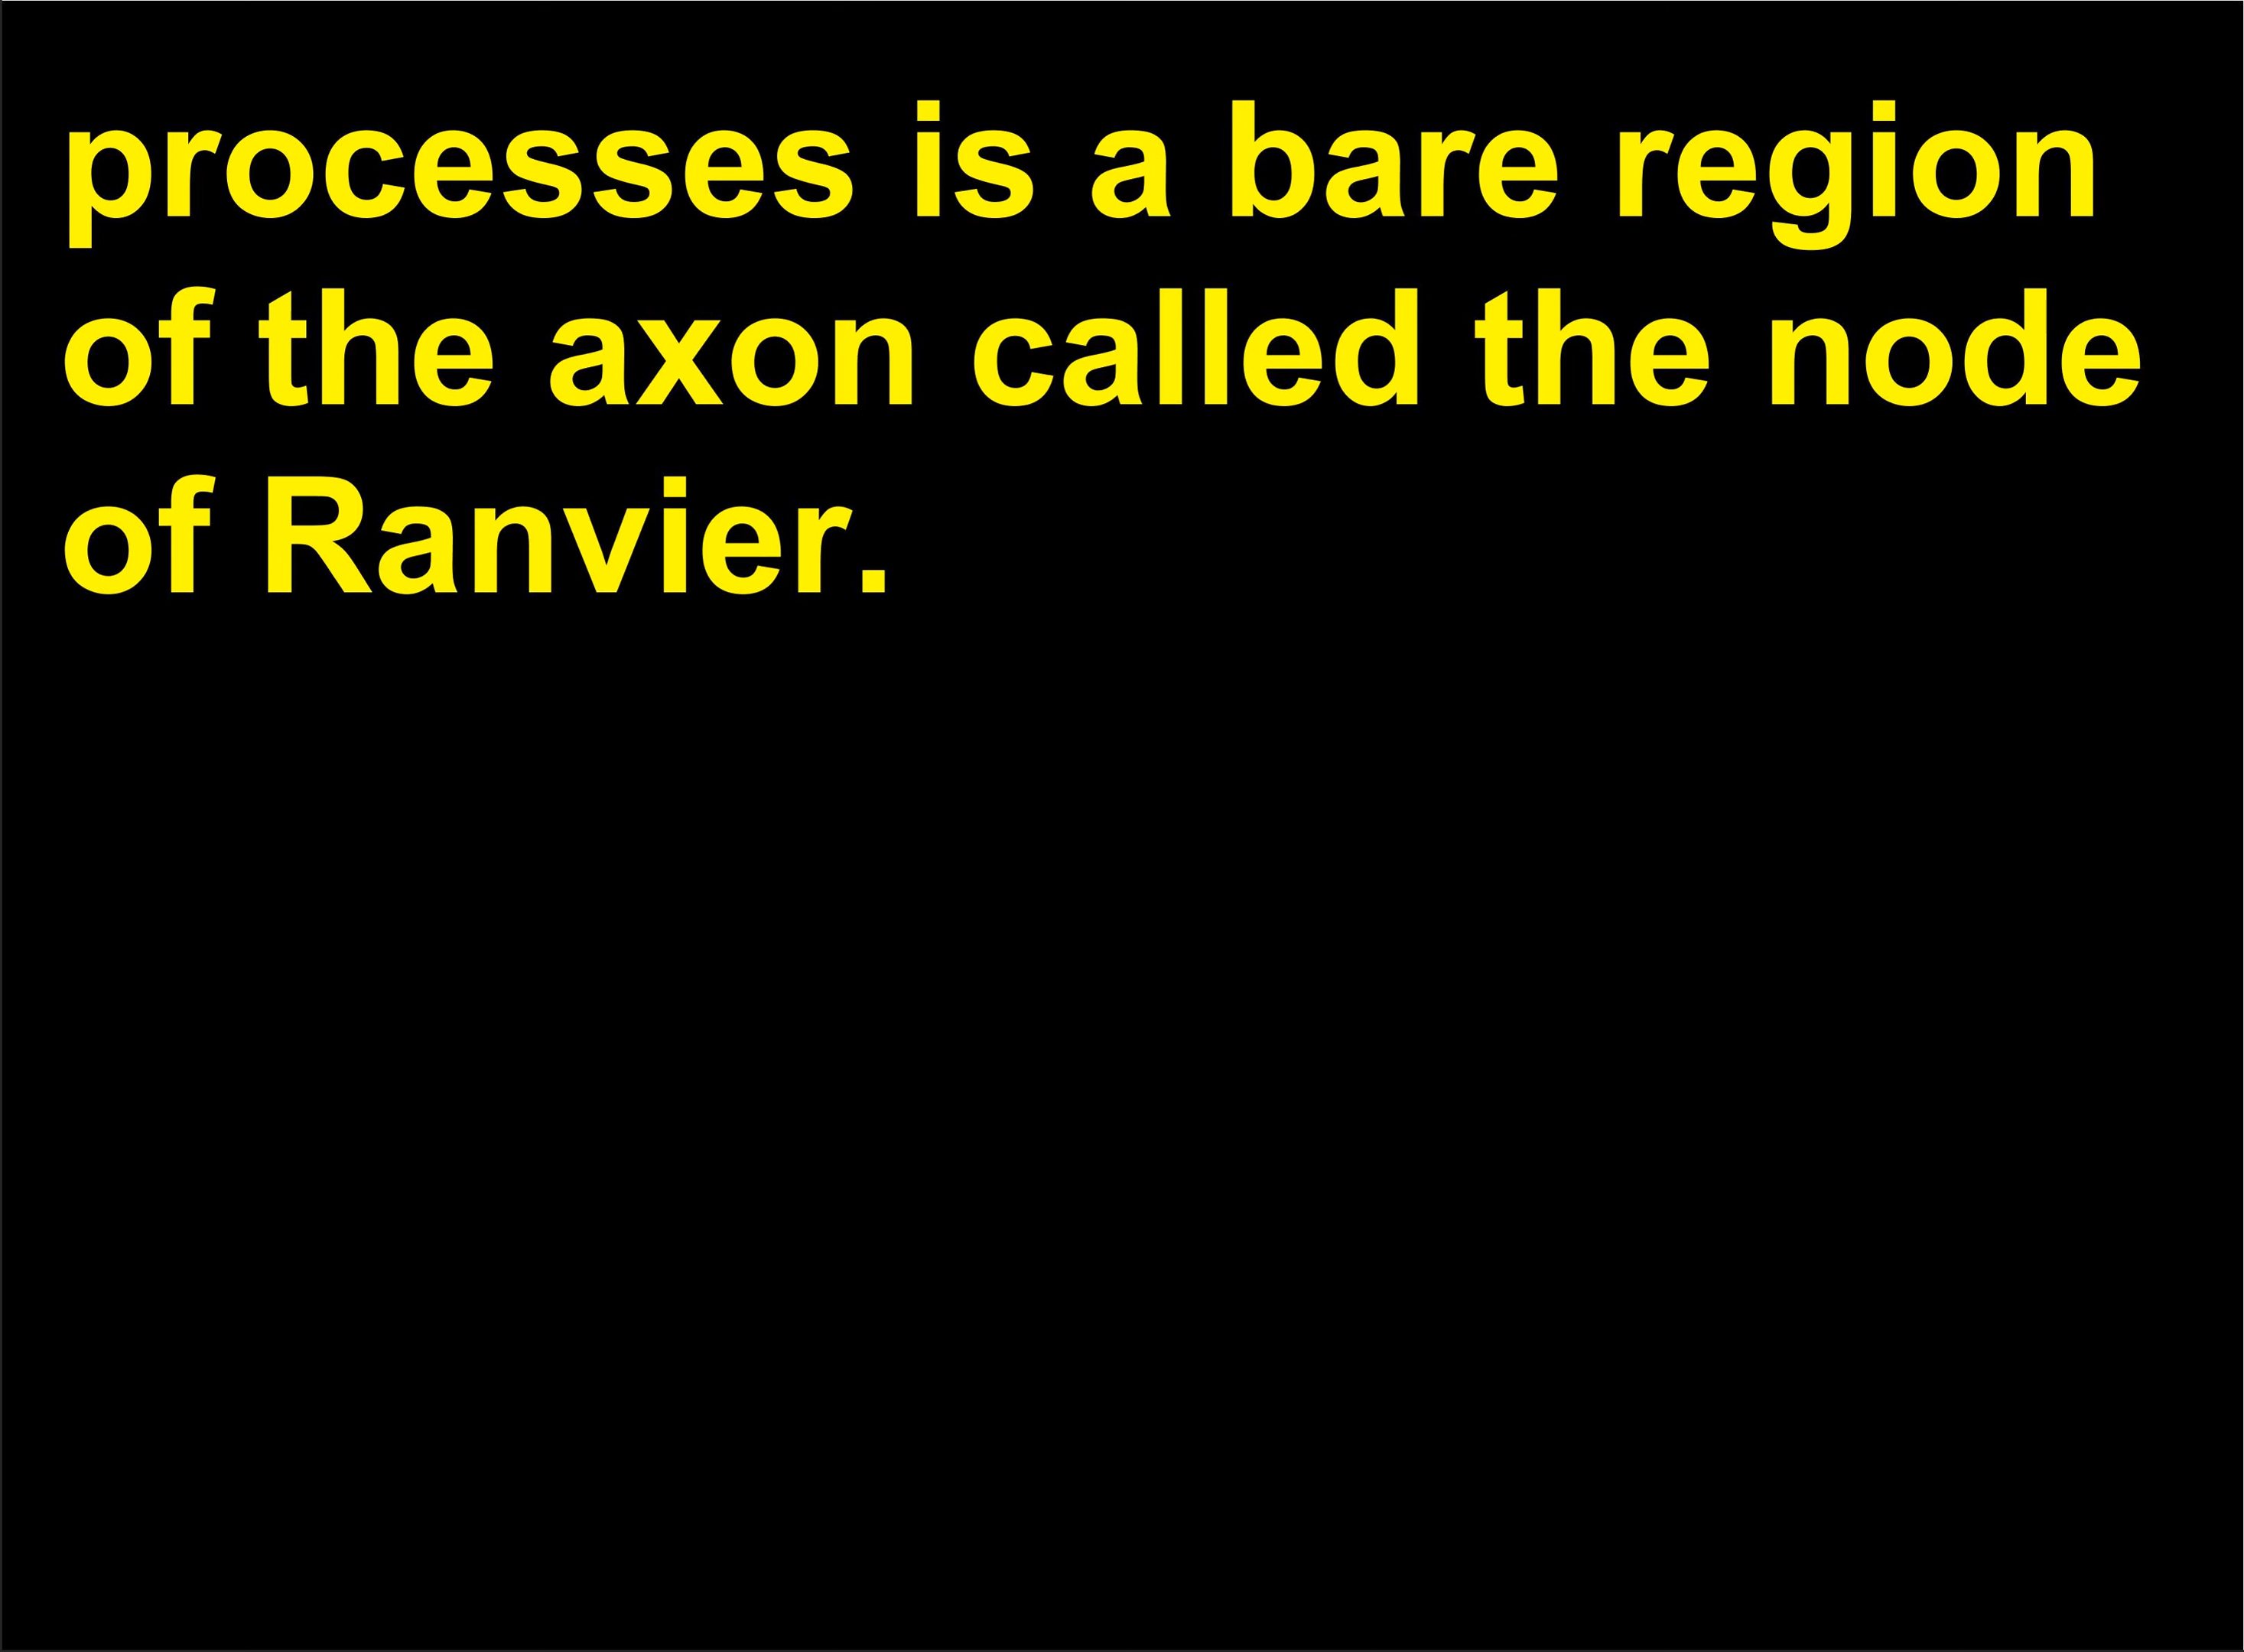 processes is a bare region
of the axon called the node
of Ranvier.